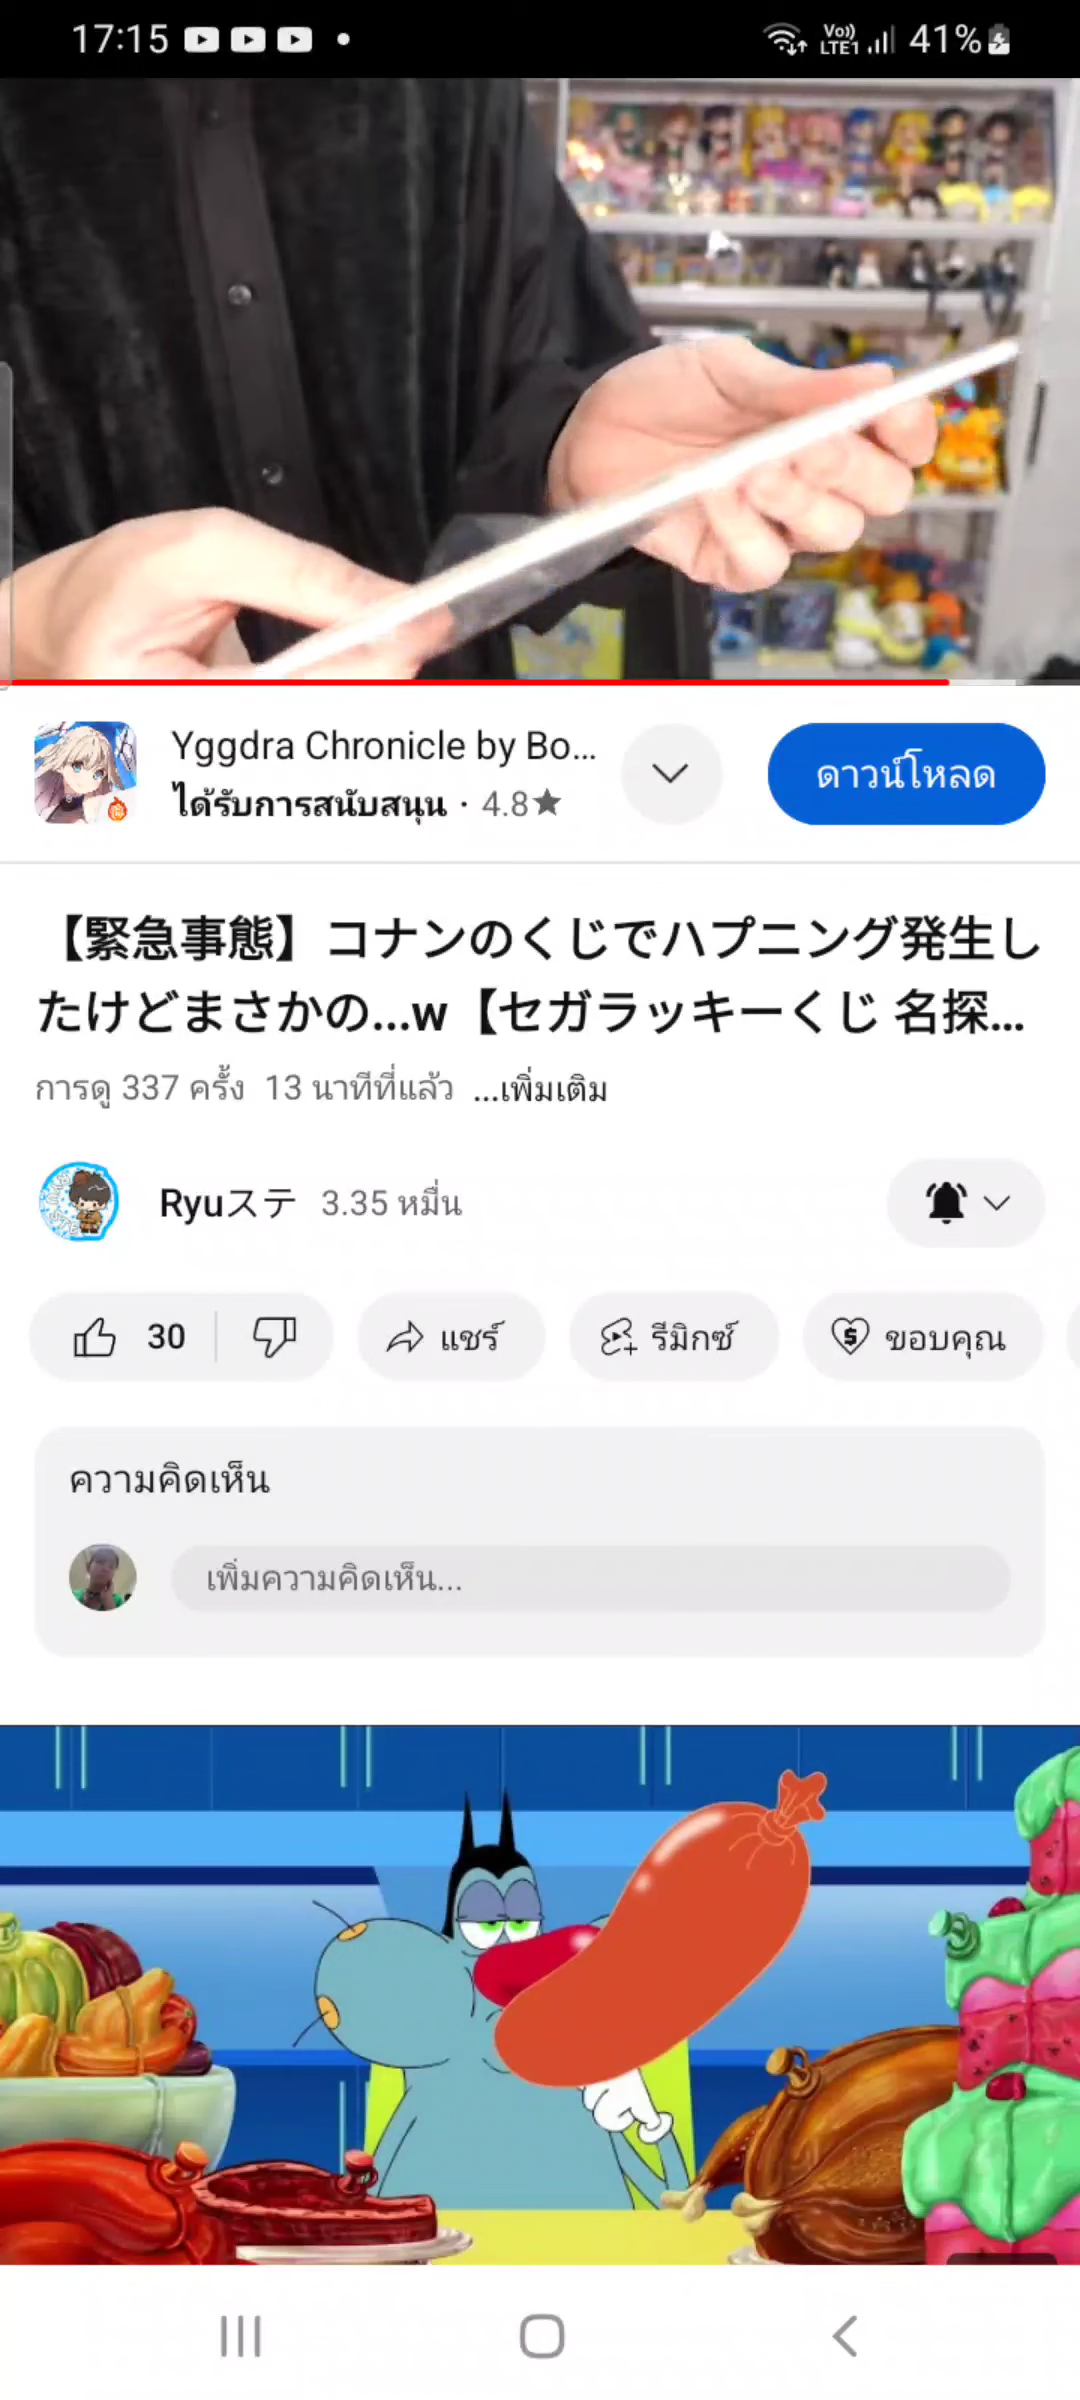 17:15
Vo)) LTE1 41%
Yggdra Chronicle by Bo...
ได้รับการสนับสนุน · 4.8★
ดาวน์โหลด
【緊急事態】コナンのくじでハプニング発生し
たけどまさかの...w【セガラッキーくじ 名探...
การดู 337 ครั้ง 13 นาทีที่แล้ว ...เพิ่มเติม
Ryuステ 3.35 หมื่น
30
แชร์
รีมิกซ์
ขอบคุณ
ความคิดเห็น
เพิ่มความคิดเห็น...